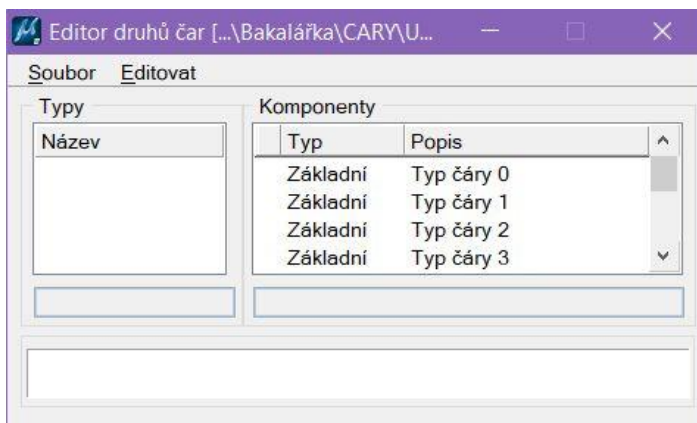 Editor druhů čar [...\Bakalářka\CARY\U...
Soubor Editovat
Typy
Komponenty
Název
Typ Popis
Základní Typ čáry 0
Základní Typ čáry 1
Základní Typ čáry 2
Základní Typ čáry 3